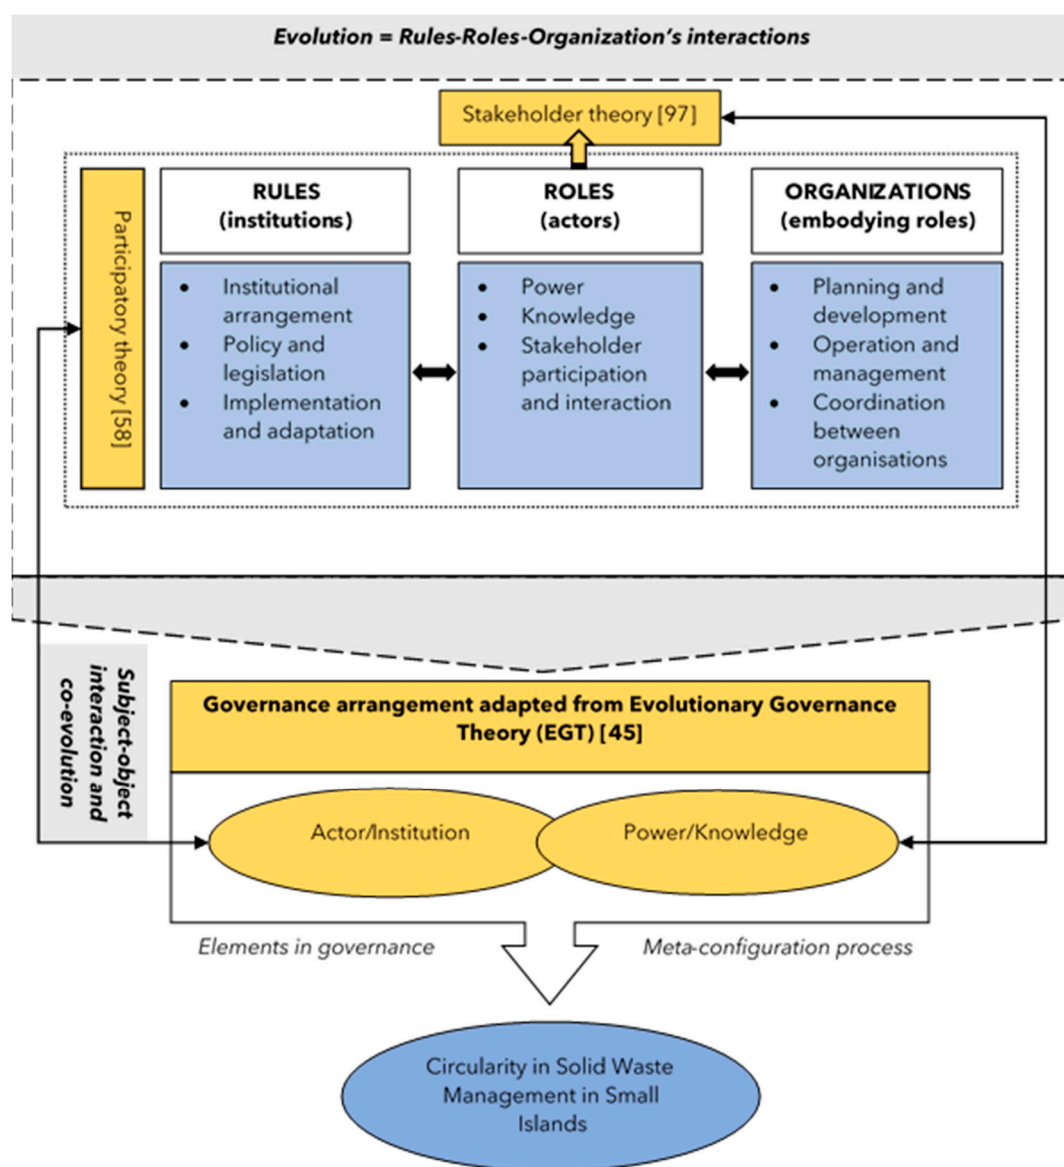 Evolution = Rules-Roles-Organization's interactions
Stakeholder theory [97]
Participatory theory [58]
RULES
(institutions)
• Institutional
arrangement
• Policy and
legislation
• Implementation
and adaptation
ROLES
(actors)
• Power
• Knowledge
• Stakeholder
participation
and interaction
ORGANIZATIONS
(embodying roles)
• Planning and
development
• Operation and
management
• Coordination
between
organisations
Subject-object
interaction and
co-evolution
Governance arrangement adapted from Evolutionary Governance
Theory (EGT) [45]
Actor/Institution
Power/Knowledge
Elements in governance
Meta-configuration process
Circularity in Solid Waste
Management in Small
Islands